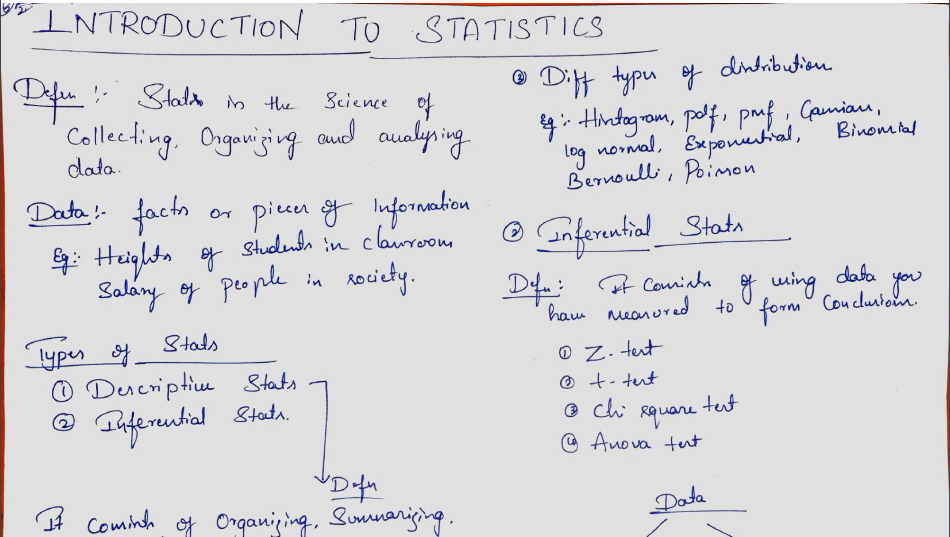 INTRODUCTION TO STATISTICS
Defn :- Stats is the Science of
Collecting, Organizing and analysing
data.
Data :- facts or pieces of Information
Eg :- Heights of Students in classroom
Salary of people in society.
Types of Stats
① Descriptive Stats
② Inferential Stats.
Defn
It consists of Organizing, Summarizing,
③ Diff types of distribution
Eg :- Histogram, pdf, pmf, Gaussian,
log normal, Exponential, Binomial
Bernoulli, Poisson
② Inferential Stats
Defn : It consists of using data you
have measured to form Conclusion.
① Z-test
② t-test
③ Chi square test
④ Anova test
Data